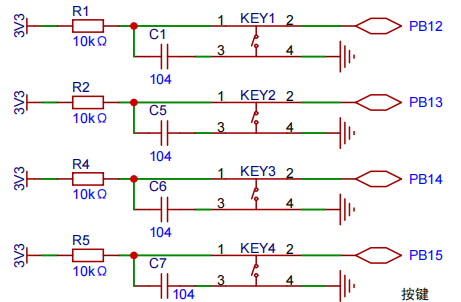 3V3 R1 10kΩ C1 104 1 KEY1 2 3 4 PB12
3V3 R2 10kΩ C5 104 1 KEY2 2 3 4 PB13
3V3 R4 10kΩ C6 104 1 KEY3 2 3 4 PB14
3V3 R5 10kΩ C7 104 1 KEY4 2 3 4 PB15
按键